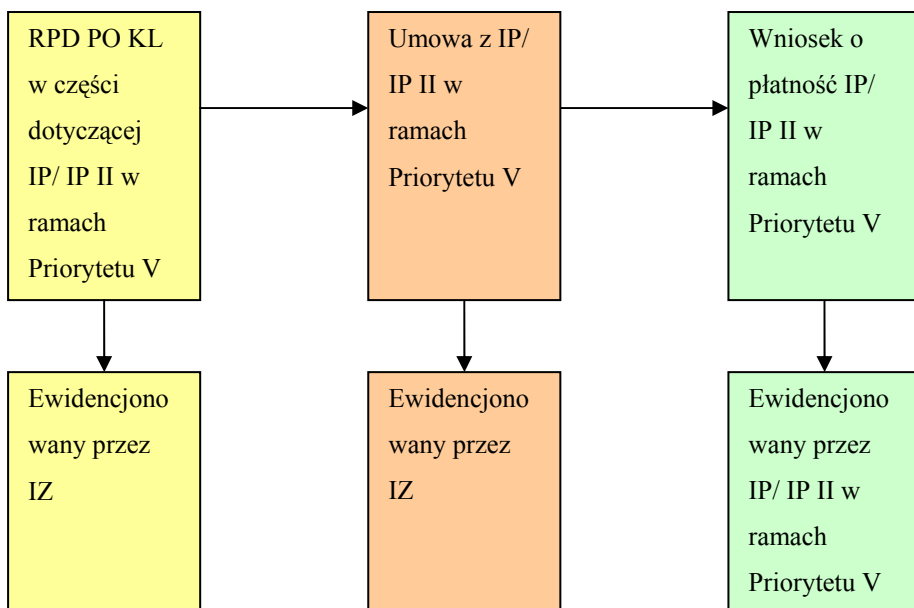 RPD PO KL
w części
dotyczącej
IP/ IP II w
ramach
Priorytetu V
Umowa z IP/
IP II w
ramach
Priorytetu V
Wniosek o
płatność IP/
IP II w
ramach
Priorytetu V
Ewidencjono
wany przez
IZ
Ewidencjono
wany przez
IZ
Ewidencjono
wany przez
IP/ IP II w
ramach
Priorytetu V